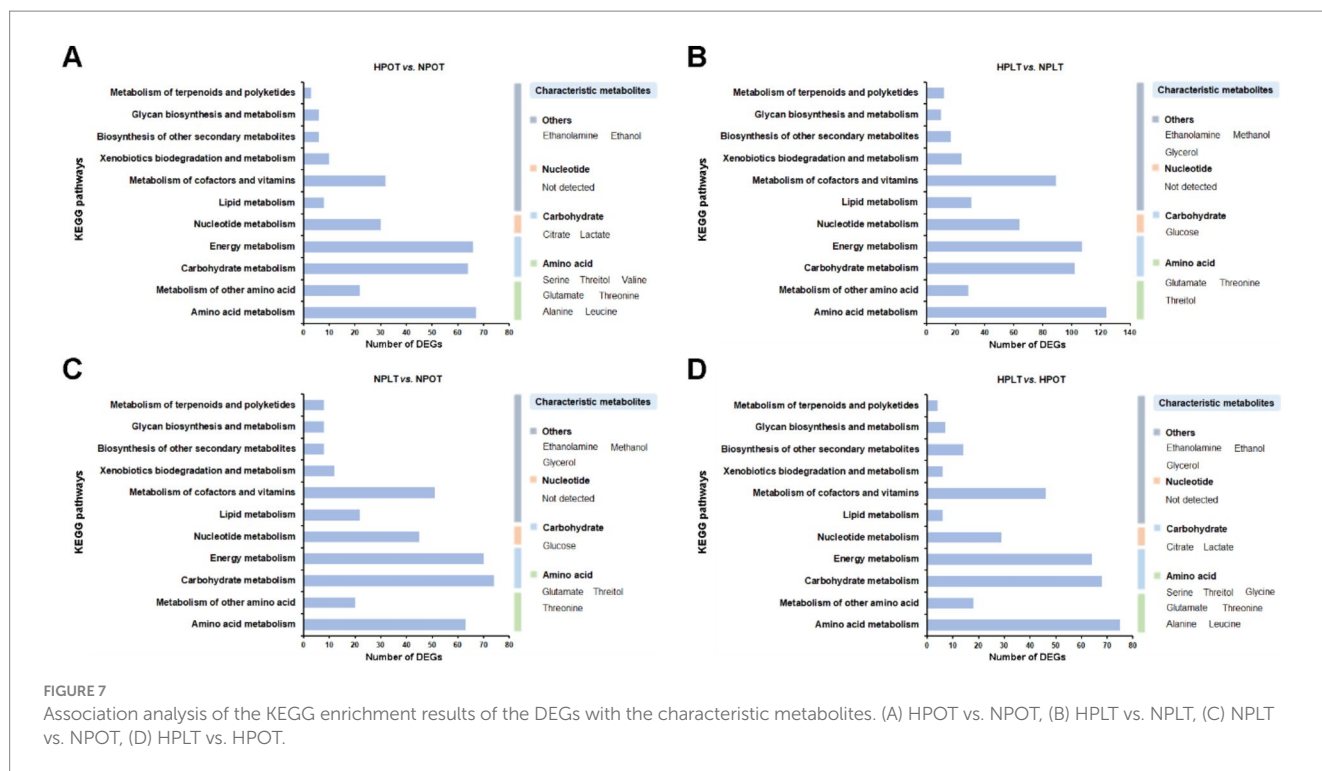 A
HPOT vs. NPOT
KEGG pathways
Metabolism of terpenoids and polyketides
Glycan biosynthesis and metabolism
Biosynthesis of other secondary metabolites
Xenobiotics biodegradation and metabolism
Metabolism of cofactors and vitamins
Lipid metabolism
Nucleotide metabolism
Energy metabolism
Carbohydrate metabolism
Metabolism of other amino acid
Amino acid metabolism
0 10 20 30 40 50 60 70 80
Number of DEGs
Characteristic metabolites
Others
Ethanolamine Ethanol
Nucleotide
Not detected
Carbohydrate
Citrate Lactate
Amino acid
Serine Threitol Valine
Glutamate Threonine
Alanine Leucine
B
HPLT vs. NPLT
KEGG pathways
Metabolism of terpenoids and polyketides
Glycan biosynthesis and metabolism
Biosynthesis of other secondary metabolites
Xenobiotics biodegradation and metabolism
Metabolism of cofactors and vitamins
Lipid metabolism
Nucleotide metabolism
Energy metabolism
Carbohydrate metabolism
Metabolism of other amino acid
Amino acid metabolism
0 20 40 60 80 100 120 140
Number of DEGs
Characteristic metabolites
Others
Ethanolamine Methanol
Glycerol
Nucleotide
Not detected
Carbohydrate
Glucose
Amino acid
Glutamate Threonine
Threitol
C
NPLT vs. NPOT
KEGG pathways
Metabolism of terpenoids and polyketides
Glycan biosynthesis and metabolism
Biosynthesis of other secondary metabolites
Xenobiotics biodegradation and metabolism
Metabolism of cofactors and vitamins
Lipid metabolism
Nucleotide metabolism
Energy metabolism
Carbohydrate metabolism
Metabolism of other amino acid
Amino acid metabolism
0 10 20 30 40 50 60 70 80
Number of DEGs
Characteristic metabolites
Others
Ethanolamine Methanol
Glycerol
Nucleotide
Not detected
Carbohydrate
Glucose
Amino acid
Glutamate Threitol
Threonine
D
HPLT vs. HPOT
KEGG pathways
Metabolism of terpenoids and polyketides
Glycan biosynthesis and metabolism
Biosynthesis of other secondary metabolites
Xenobiotics biodegradation and metabolism
Metabolism of cofactors and vitamins
Lipid metabolism
Nucleotide metabolism
Energy metabolism
Carbohydrate metabolism
Metabolism of other amino acid
Amino acid metabolism
0 10 20 30 40 50 60 70 80
Number of DEGs
Characteristic metabolites
Others
Ethanolamine Ethanol
Glycerol
Nucleotide
Not detected
Carbohydrate
Citrate Lactate
Amino acid
Serine Threitol Glycine
Glutamate Threonine
Alanine Leucine
FIGURE 7
Association analysis of the KEGG enrichment results of the DEGs with the characteristic metabolites. (A) HPOT vs. NPOT, (B) HPLT vs. NPLT, (C) NPLT
vs. NPOT, (D) HPLT vs. HPOT.